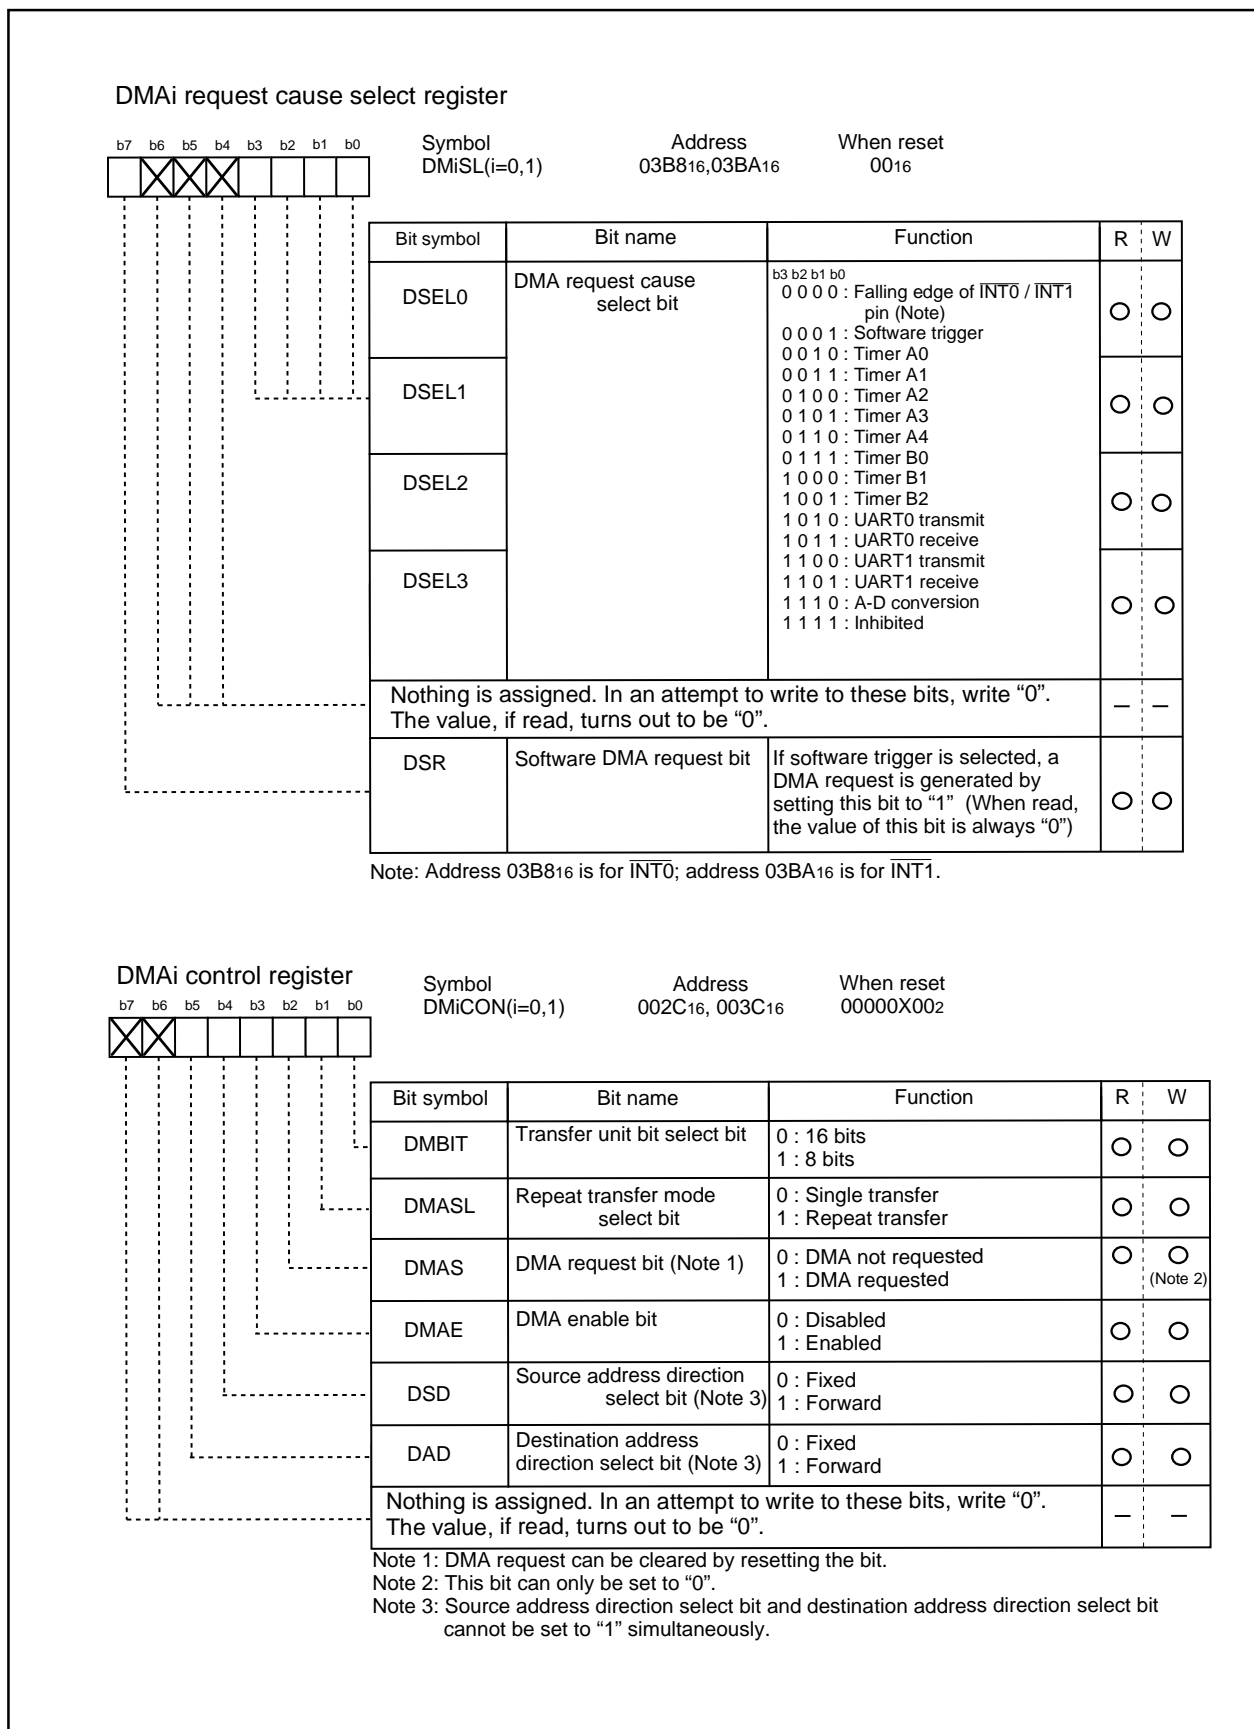 DMAi request cause select register
b7 b6 b5 b4 b3 b2 b1 b0
Symbol Address When reset
DMiSL(i=0,1) 03B816,03BA16 0016
Bit symbol Bit name Function R W
DSEL0 DMA request cause select bit
b3 b2 b1 b0
0 0 0 0 : Falling edge of INT0 / INT1
pin (Note)
0 0 0 1 : Software trigger
0 0 1 0 : Timer A0
0 0 1 1 : Timer A1
DSEL1 0 1 0 0 : Timer A2
0 1 0 1 : Timer A3
0 1 1 0 : Timer A4
0 1 1 1 : Timer B0
DSEL2 1 0 0 0 : Timer B1
1 0 0 1 : Timer B2
1 0 1 0 : UART0 transmit
1 0 1 1 : UART0 receive
1 1 0 0 : UART1 transmit
DSEL3 1 1 0 1 : UART1 receive
1 1 1 0 : A-D conversion
1 1 1 1 : Inhibited
Nothing is assigned. In an attempt to write to these bits, write “0”.
The value, if read, turns out to be “0”.
– –
DSR Software DMA request bit If software trigger is selected, a
DMA request is generated by
setting this bit to “1” (When read,
the value of this bit is always “0”)
Note: Address 03B816 is for INT0; address 03BA16 is for INT1.
DMAi control register
b7 b6 b5 b4 b3 b2 b1 b0
Symbol Address When reset
DMiCON(i=0,1) 002C16, 003C16 00000X002
Bit symbol Bit name Function R W
DMBIT Transfer unit bit select bit 0 : 16 bits
1 : 8 bits
DMASL Repeat transfer mode select bit 0 : Single transfer
1 : Repeat transfer
DMAS DMA request bit (Note 1) 0 : DMA not requested
1 : DMA requested (Note 2)
DMAE DMA enable bit 0 : Disabled
1 : Enabled
DSD Source address direction select bit (Note 3) 0 : Fixed
1 : Forward
DAD Destination address direction select bit (Note 3) 0 : Fixed
1 : Forward
Nothing is assigned. In an attempt to write to these bits, write “0”.
The value, if read, turns out to be “0”.
– –
Note 1: DMA request can be cleared by resetting the bit.
Note 2: This bit can only be set to “0”.
Note 3: Source address direction select bit and destination address direction select bit
cannot be set to “1” simultaneously.